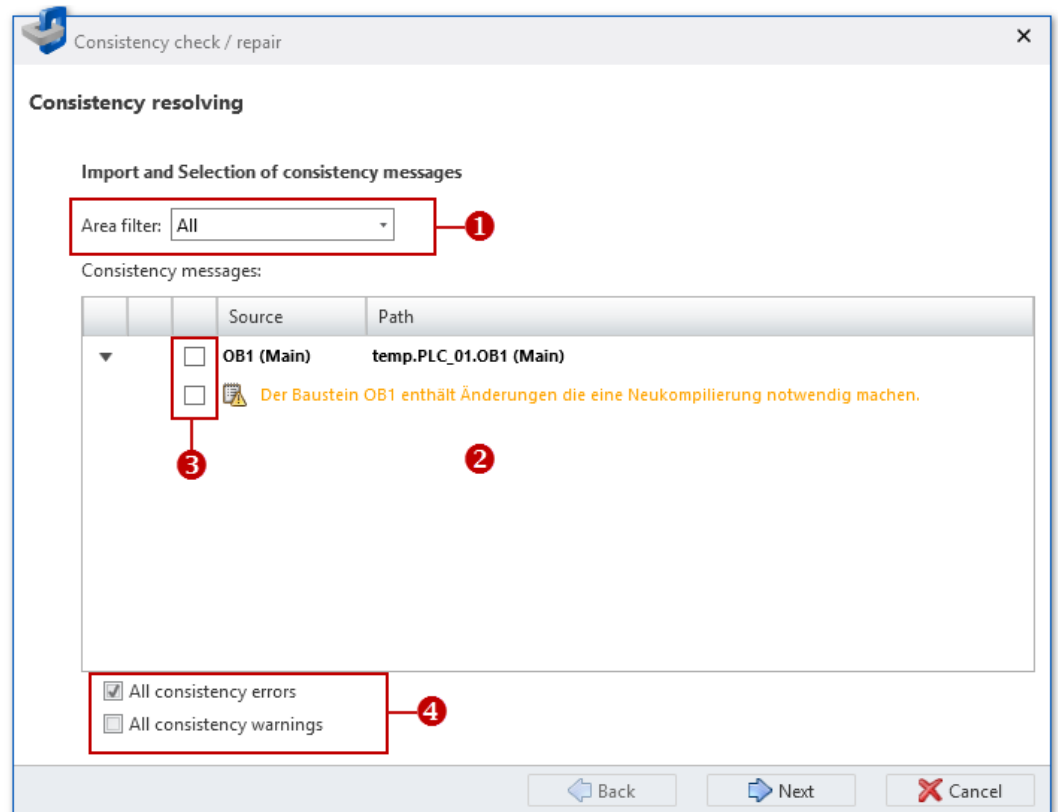 Consistency check / repair
Consistency resolving
Import and Selection of consistency messages
Area filter: All 1
Consistency messages:
Source Path
OB1 (Main) temp.PLC_01.OB1 (Main)
Der Baustein OB1 enthält Änderungen die eine Neukompilierung notwendig machen.
3 2
All consistency errors
4
All consistency warnings
Back Next Cancel